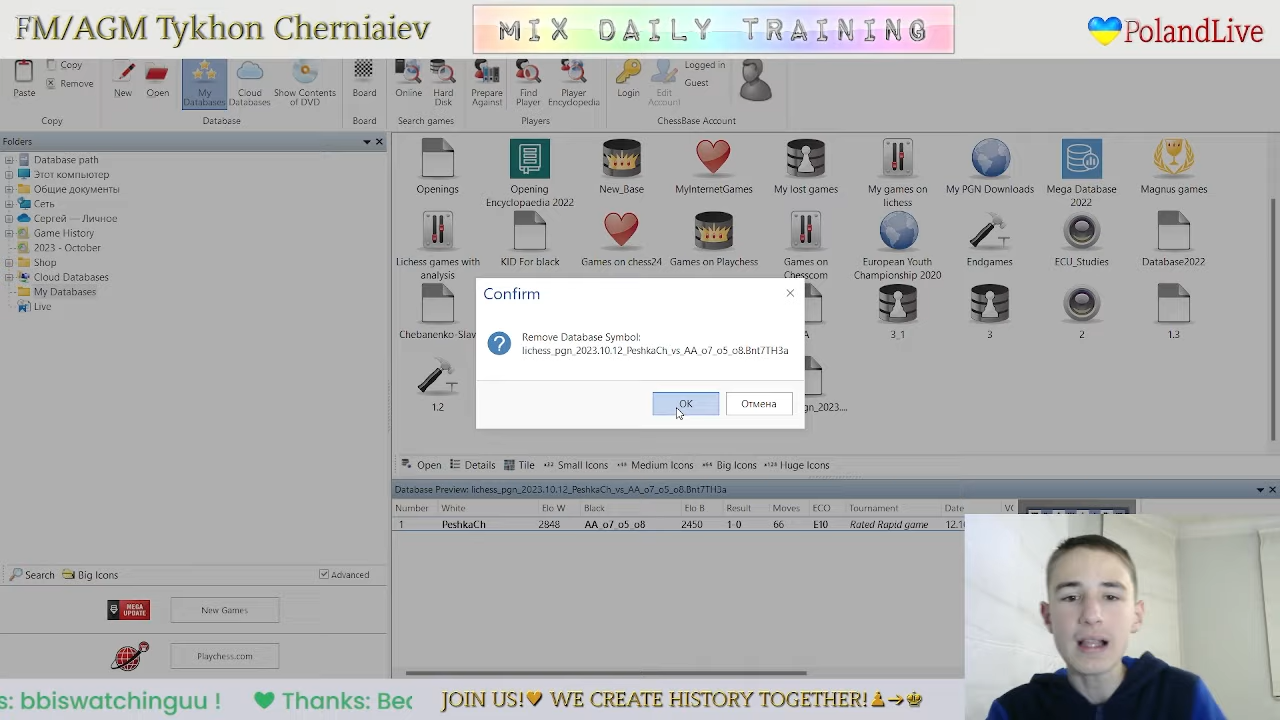 FM/AGM Tykhon Cherniaiev
MIX DAILY TRAINING
PolandLive
Paste
Copy
Remove
New
Open
My Databases
Cloud Databases
Show Contents of DVD
Board
Online
Hard Disk
Prepare Against
Find Player
Player Encyclopedia
Login
Edit Account
Logged in
Guest
Copy
Database
Board
Search games
Players
ChessBase Account
Folders
Database path
Этот компьютер
Общие документы
Сеть
Сергей — Личное
Game History
2023 - October
Shop
Cloud Databases
My Databases
Live
Openings
Opening Encyclopaedia 2022
New_Base
MyInternetGames
My lost games
My games on lichess
My PGN Downloads
Mega Database 2022
Magnus games
Lichess games with analysis
KID For black
Games on chess24
Games on Playchess
Games on Chesscom
European Youth Championship 2020
Endgames
ECU_Studies
Database2022
Chebanenko-Slav
3_1
3
2
1.3
1.2
Confirm
Remove Database Symbol:
lichess_pgn_2023.10.12_PeshkaCh_vs_AA_o7_o5_o8.Bnt7TH3a
OK
Отмена
Open
Details
Tile
Small Icons
Medium Icons
Big Icons
Huge Icons
Database Preview: lichess_pgn_2023.10.12_PeshkaCh_vs_AA_o7_o5_o8.Bnt7TH3a
Number White Elo W Black Elo B Result Moves ECO Tournament Date
1 PeshkaCh 2848 AA_o7_o5_o8 2450 1-0 66 E10 Rated Rapid game 12.1
Search
Big Icons
Advanced
MEGA UPDATE
New Games
Playchess.com
s: bbiswatchinguu !
Thanks: Bec
JOIN US! WE CREATE HISTORY TOGETHER!